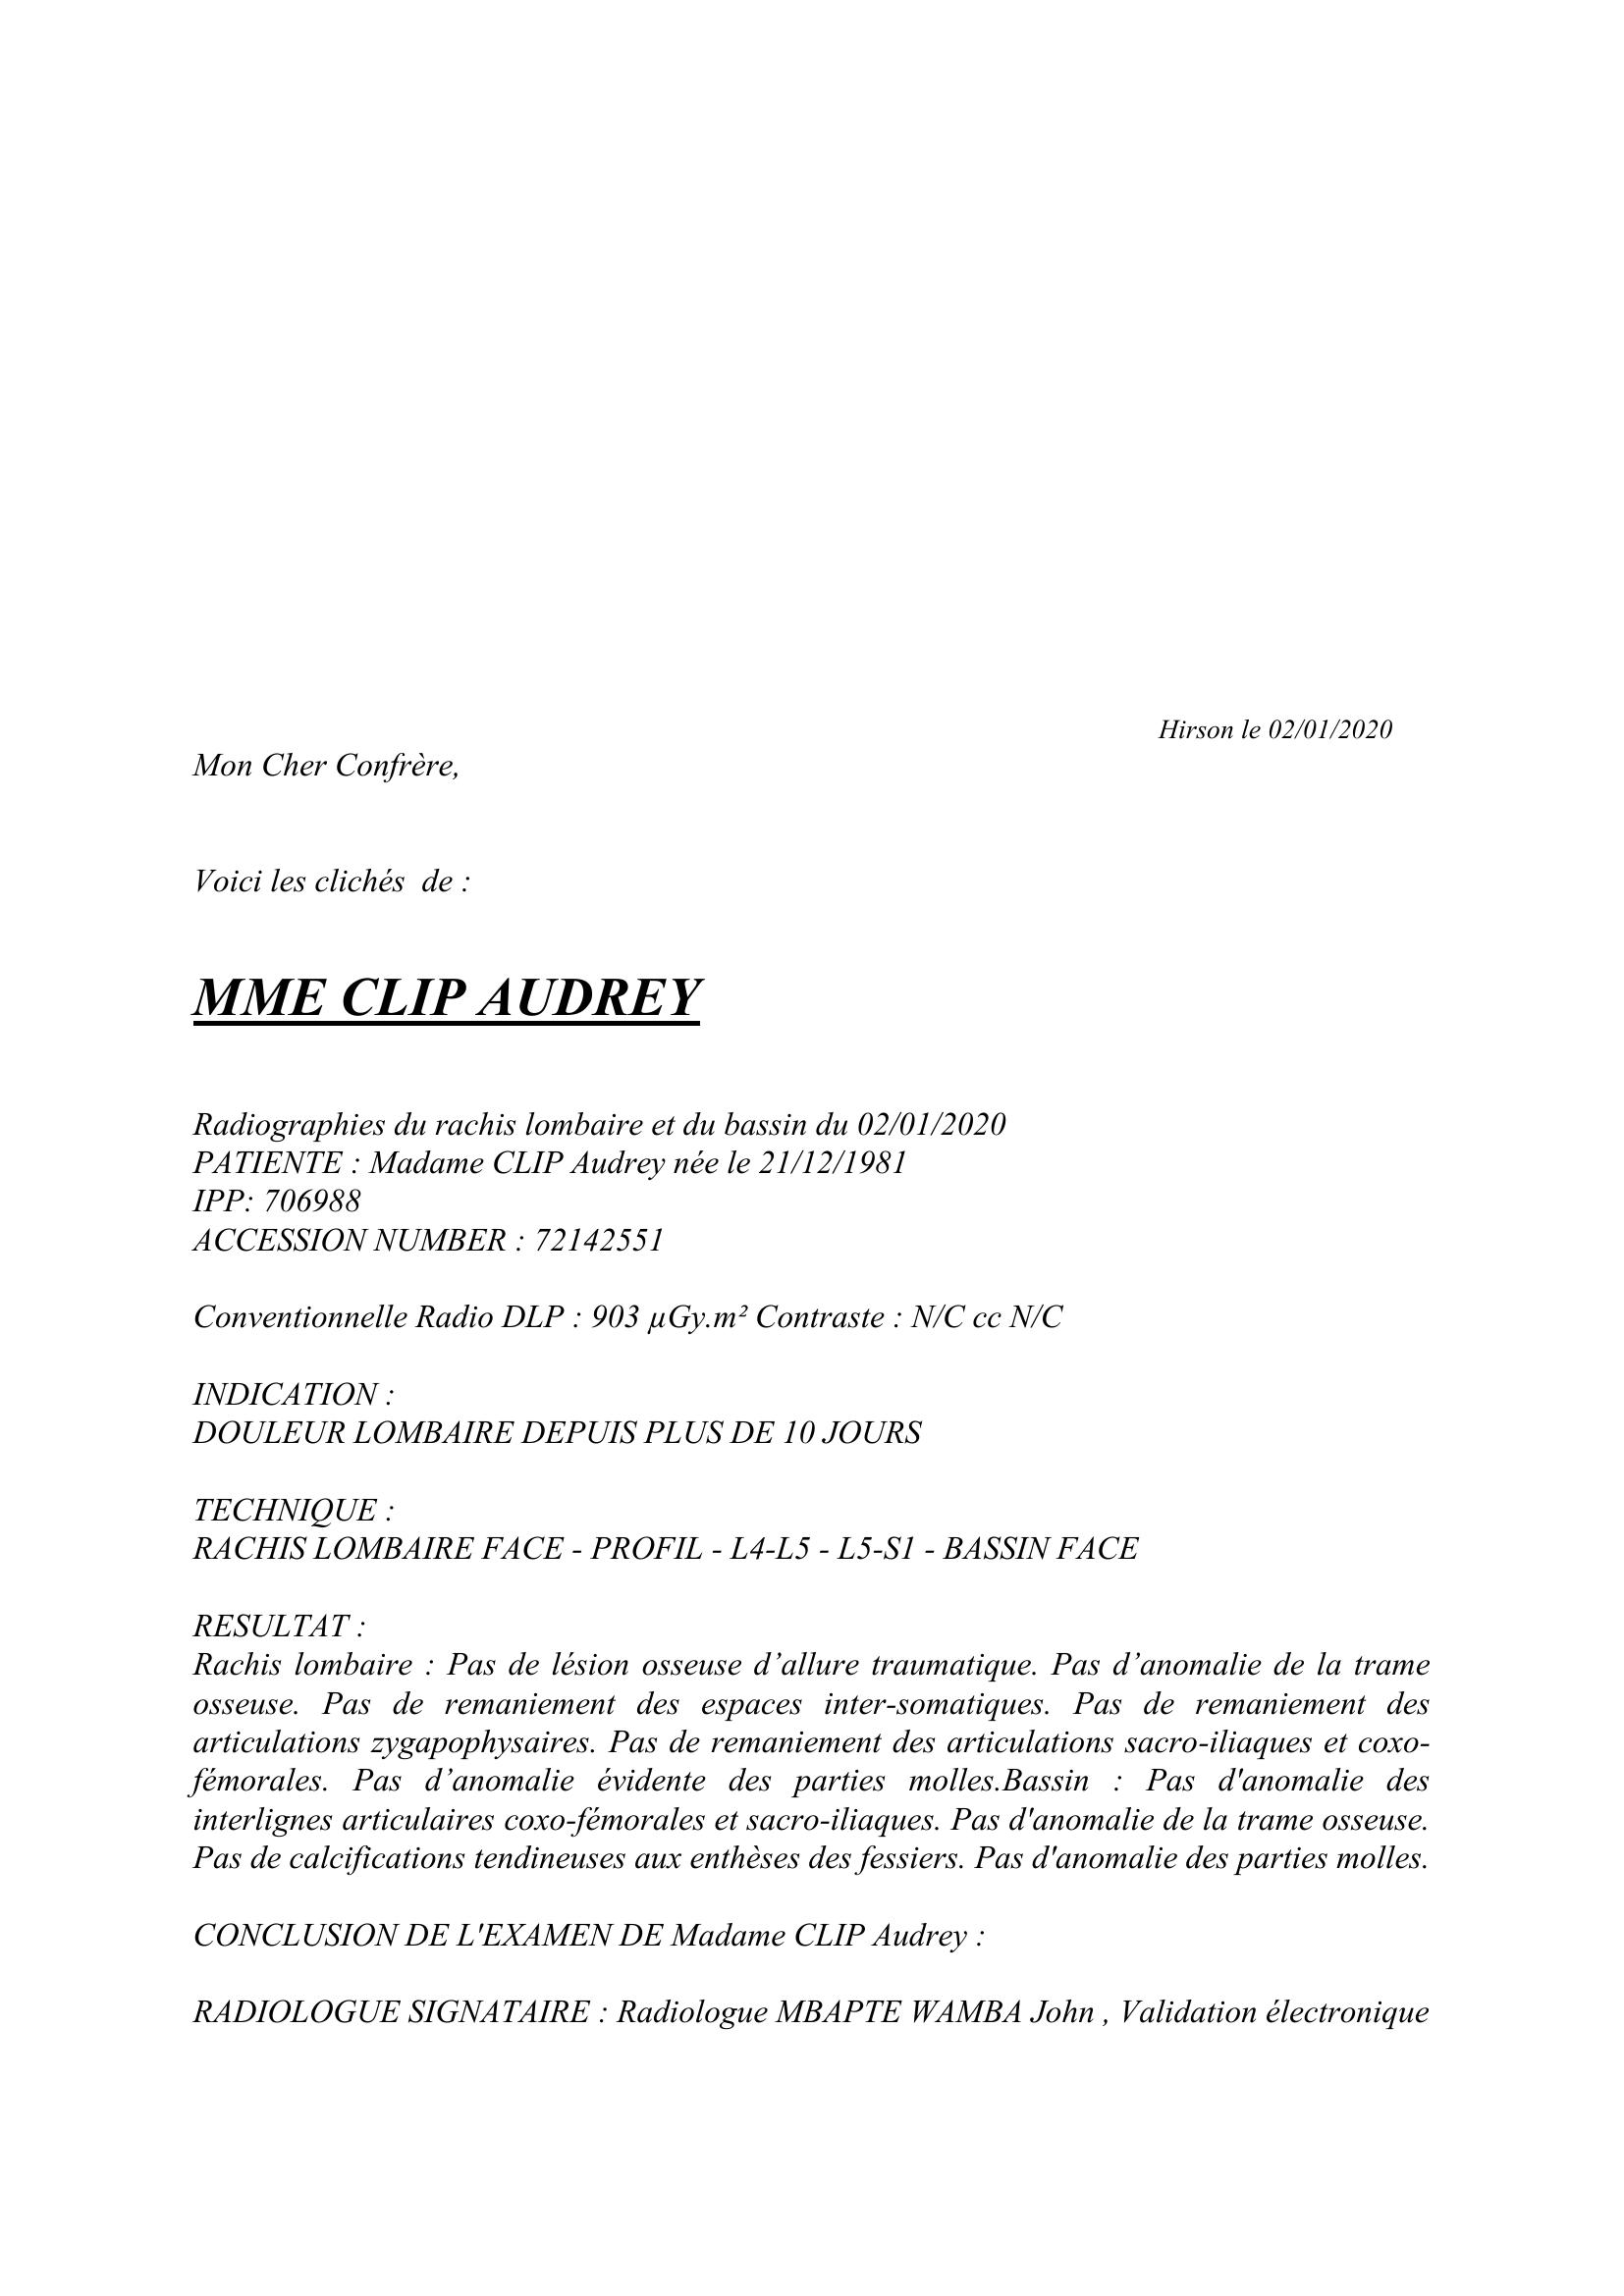 Hirson le 02/01/2020
Mon Cher Confrère,
Voici les clichés  de :
MME CLIP AUDREY
Radiographies du rachis lombaire et du bassin du 02/01/2020
PATIENTE : Madame CLIP Audrey née le 21/12/1981
IPP: 706988
ACCESSION NUMBER : 72142551
Conventionnelle Radio DLP : 903 µGy.m² Contraste : N/C cc N/C
INDICATION :
DOULEUR LOMBAIRE DEPUIS PLUS DE 10 JOURS
TECHNIQUE :
RACHIS LOMBAIRE FACE - PROFIL - L4-L5 - L5-S1 - BASSIN FACE
RESULTAT :
Rachis lombaire : Pas de lésion osseuse d’allure traumatique. Pas d’anomalie de la trame
osseuse. Pas de remaniement des espaces inter-somatiques. Pas de remaniement des
articulations zygapophysaires. Pas de remaniement des articulations sacro-iliaques et coxo-
fémorales. Pas d’anomalie évidente des parties molles.Bassin : Pas d'anomalie des
interlignes articulaires coxo-fémorales et sacro-iliaques. Pas d'anomalie de la trame osseuse.
Pas de calcifications tendineuses aux enthèses des fessiers. Pas d'anomalie des parties molles.
CONCLUSION DE L'EXAMEN DE Madame CLIP Audrey :
RADIOLOGUE SIGNATAIRE : Radiologue MBAPTE WAMBA John , Validation électronique